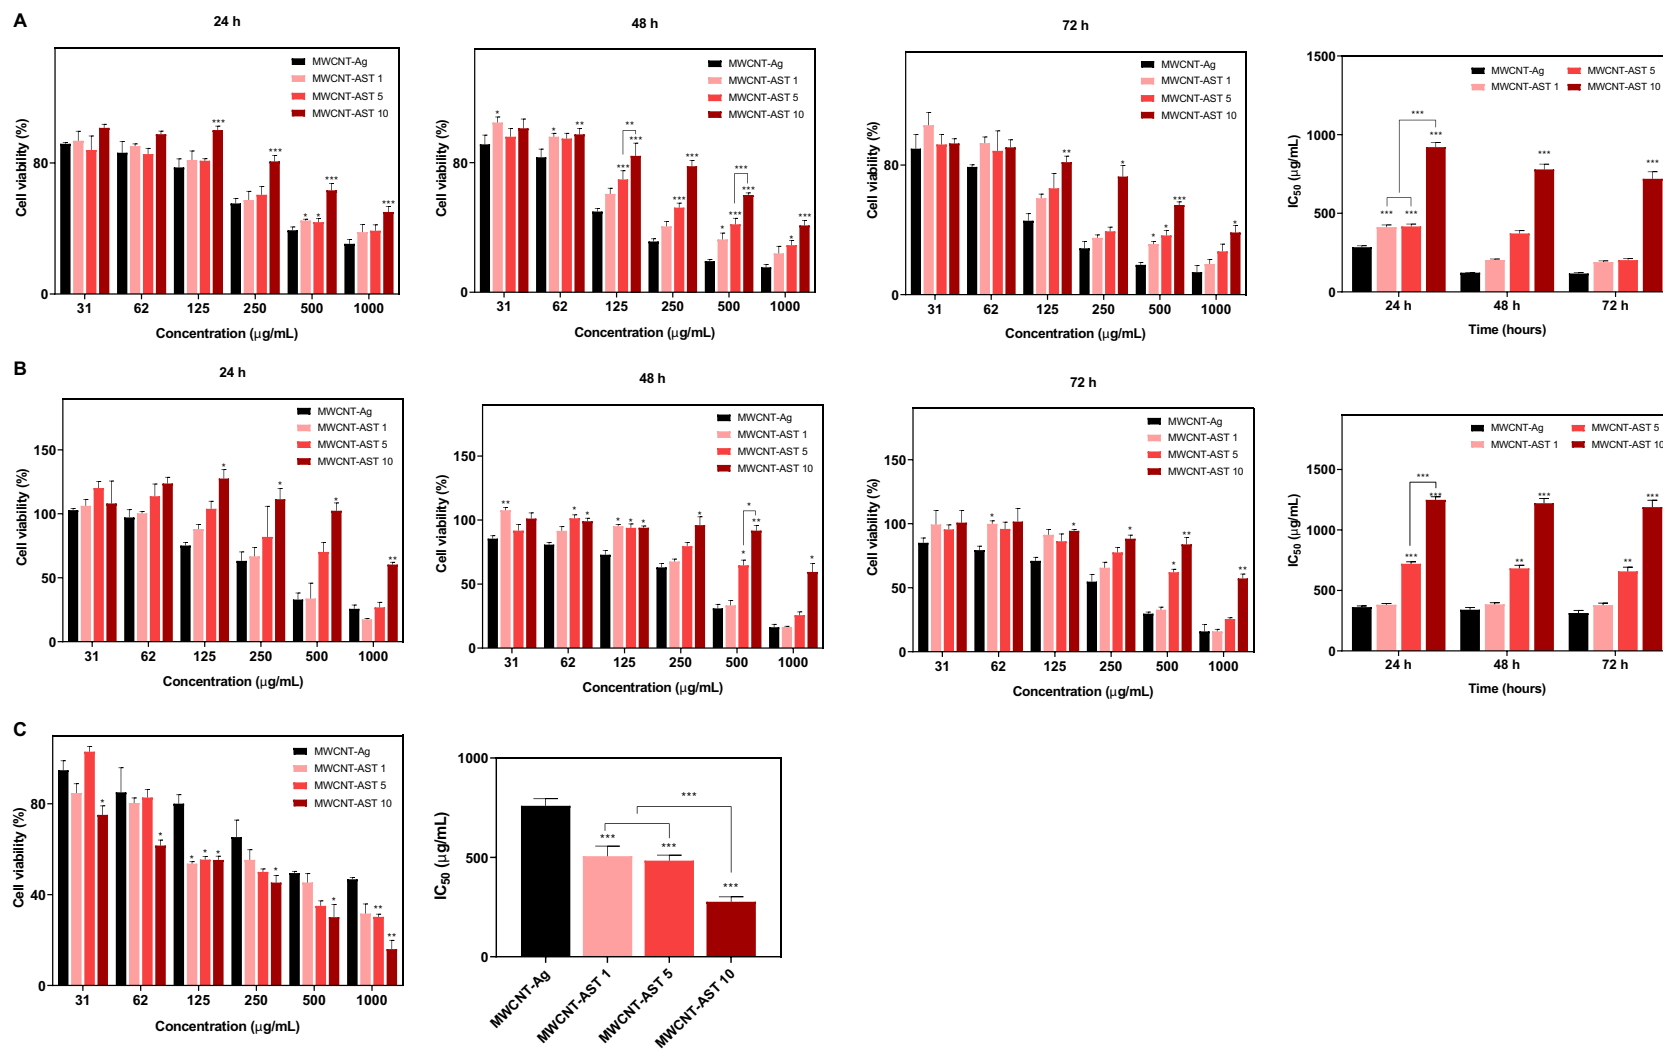 A
24 h
48 h
72 h
MWCNT-Ag
MWCNT-AST 1
MWCNT-AST 5
MWCNT-AST 10
Cell viability (%)
80
0
31 62 125 250 500 1000
Concentration (μg/mL)
*** *** *** * * ***
MWCNT-Ag
MWCNT-AST 1
MWCNT-AST 5
MWCNT-AST 10
Cell viability (%)
80
0
31 62 125 250 500 1000
Concentration (μg/mL)
* * ** ** *** *** *** *** *** * *** *** * ***
MWCNT-Ag
MWCNT-AST 1
MWCNT-AST 5
MWCNT-AST 10
Cell viability (%)
80
0
31 62 125 250 500 1000
Concentration (μg/mL)
** * * * *** *
MWCNT-Ag MWCNT-AST 5
MWCNT-AST 1 MWCNT-AST 10
IC50 (μg/mL)
1500
1000
500
0
24 h 48 h 72 h
Time (hours)
*** *** *** *** *** ***
B
24 h
48 h
72 h
MWCNT-Ag
MWCNT-AST 1
MWCNT-AST 5
MWCNT-AST 10
Cell viability (%)
150
100
50
0
31 62 125 250 500 1000
Concentration (μg/mL)
* * * **
MWCNT-Ag
MWCNT-AST 1
MWCNT-AST 5
MWCNT-AST 10
Cell viability (%)
150
100
50
0
31 62 125 250 500 1000
Concentration (μg/mL)
** * * * * * * * * ** *
MWCNT-Ag
MWCNT-AST 1
MWCNT-AST 5
MWCNT-AST 10
Cell viability (%)
150
100
50
0
31 62 125 250 500 1000
Concentration (μg/mL)
* * * * ** **
MWCNT-Ag MWCNT-AST 5
MWCNT-AST 1 MWCNT-AST 10
IC50 (μg/mL)
1500
1000
500
0
24 h 48 h 72 h
Time (hours)
*** *** *** ** *** ** ***
C
MWCNT-Ag
MWCNT-AST 1
MWCNT-AST 5
MWCNT-AST 10
Cell viability (%)
80
40
0
31 62 125 250 500 1000
Concentration (μg/mL)
* * * * * * * ** **
IC50 (μg/mL)
1000
500
0
*** *** *** ***
MWCNT-Ag
MWCNT-AST 1
MWCNT-AST 5
MWCNT-AST 10